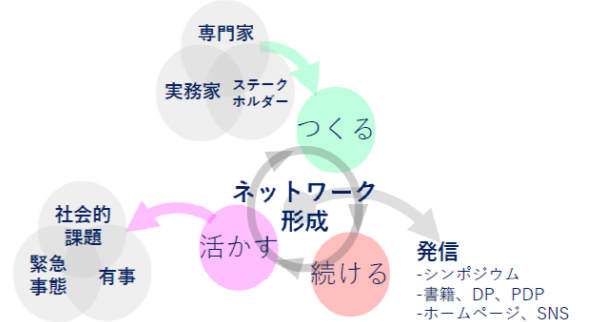 専門家
実務家
ステーク
ホルダー
つくる
ネットワーク
形成
社会的
課題
緊急
事態
有事
活かす
続ける
発信
-シンポジウム
-書籍、DP、PDP
-ホームページ、SNS